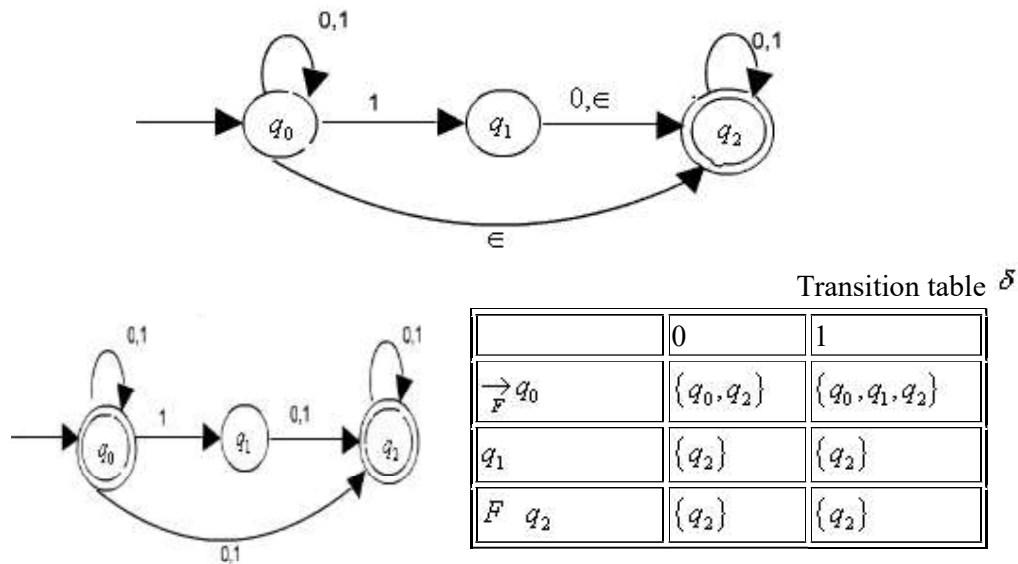 0,1
0,1
1
0,∈
q₀
q₁
q₂
∈
Transition table δ
0,1
0,1
1
0,1
q₀
q₁
q₂
0,1
0 1
→ F q₀ {q₀,q₂} {q₀,q₁,q₂}
q₁ {q₂} {q₂}
F q₂ {q₂} {q₂}